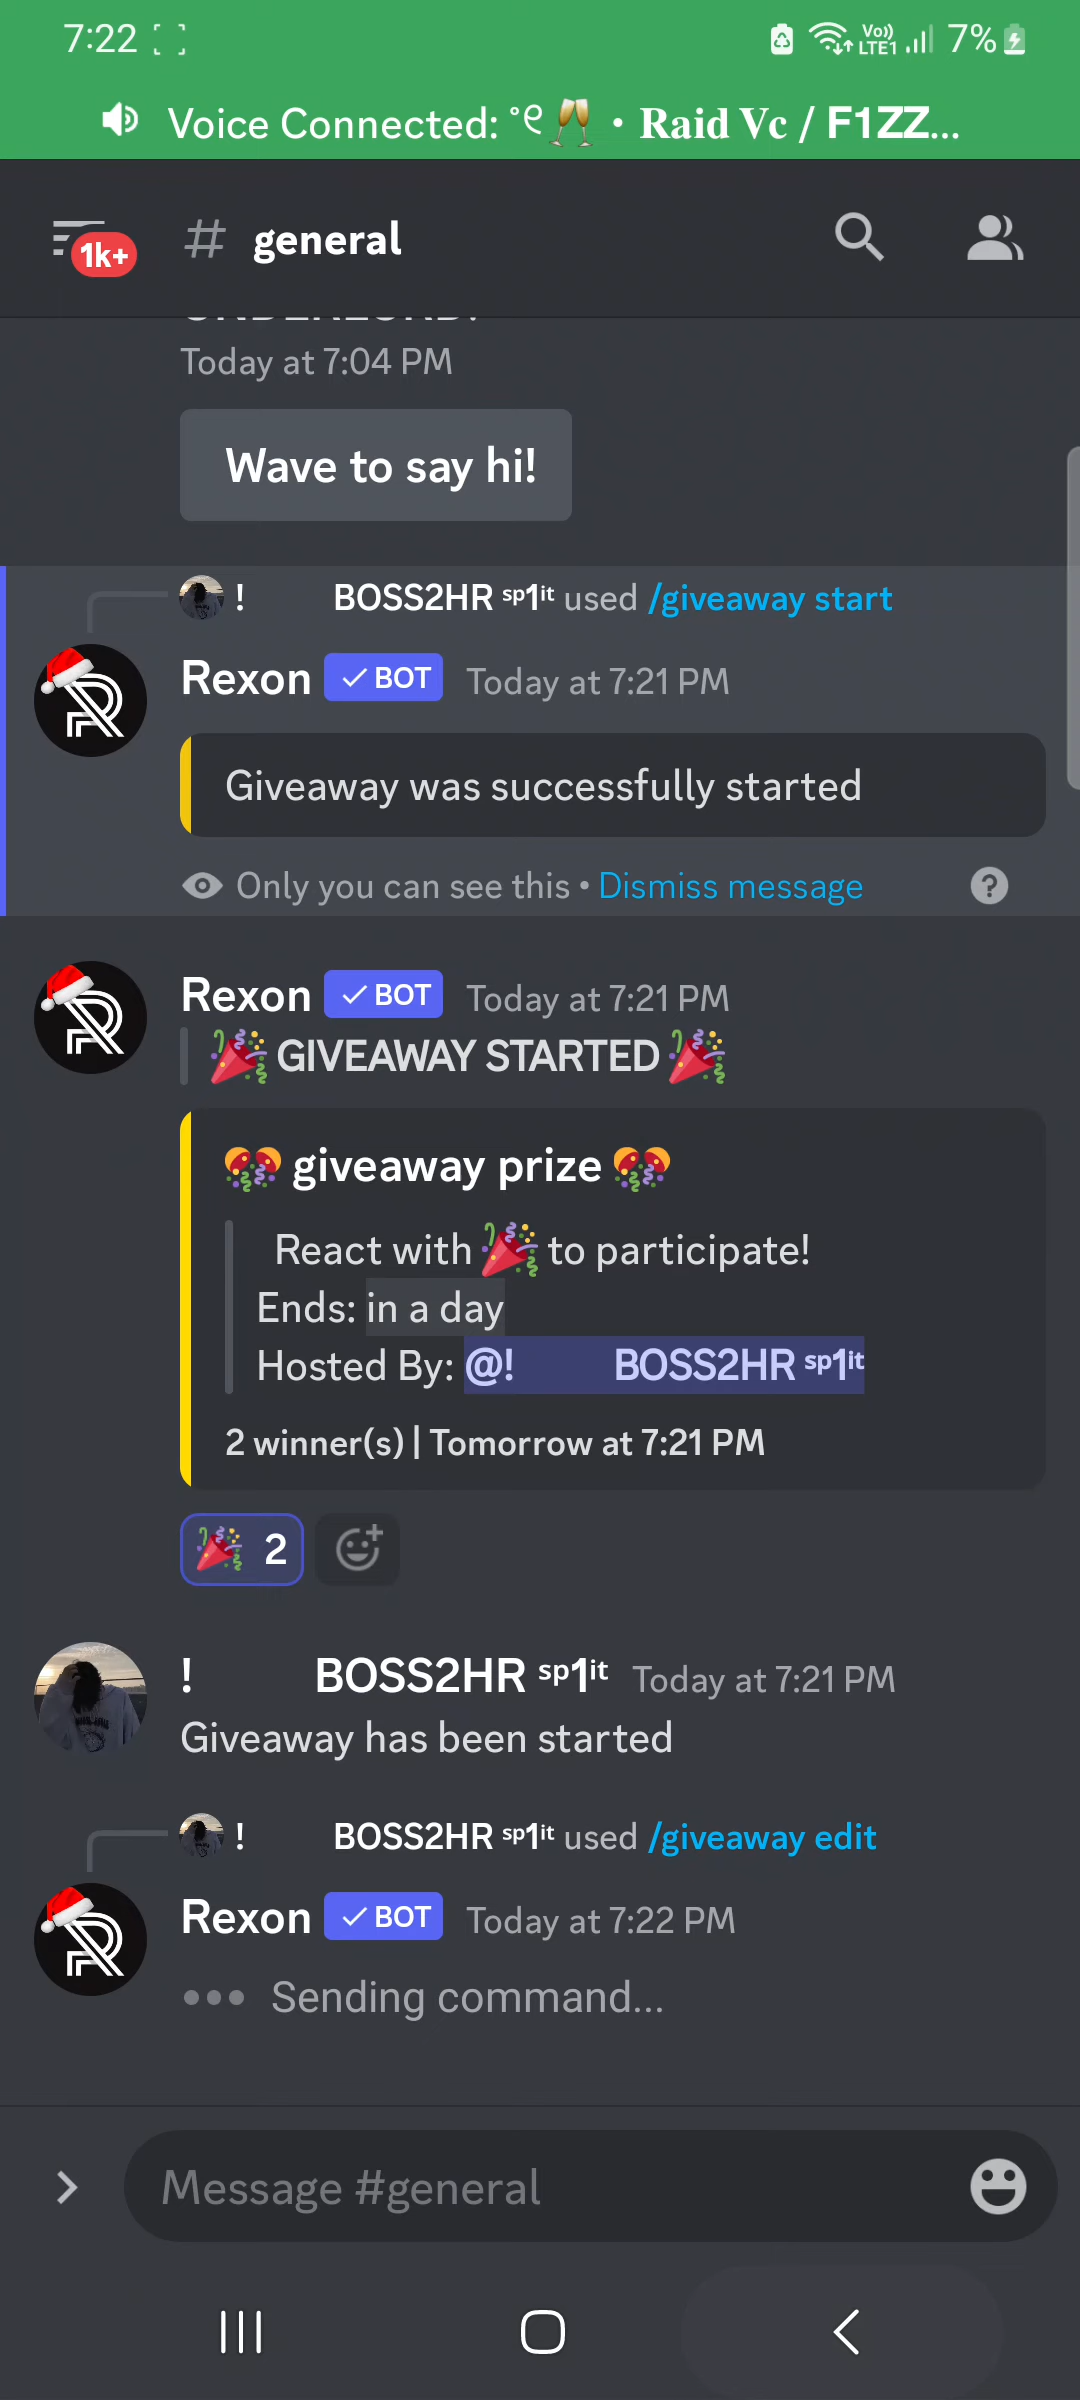 7:22
Vo)) LTE1 7%
Voice Connected: °୧🥂 • Raid Vc / F1ZZ...
1k+ # general
Today at 7:04 PM
Wave to say hi!
! BOSS2HR ˢᵖ1ⁱᵗ used /giveaway start
Rexon ✓ BOT Today at 7:21 PM
Giveaway was successfully started
Only you can see this • Dismiss message ?
Rexon ✓ BOT Today at 7:21 PM
🎉 GIVEAWAY STARTED 🎉
🎊 giveaway prize 🎊
React with 🎉 to participate!
Ends: in a day
Hosted By: @! BOSS2HR ˢᵖ1ⁱᵗ
2 winner(s) | Tomorrow at 7:21 PM
🎉 2
! BOSS2HR ˢᵖ1ⁱᵗ Today at 7:21 PM
Giveaway has been started
! BOSS2HR ˢᵖ1ⁱᵗ used /giveaway edit
Rexon ✓ BOT Today at 7:22 PM
Sending command...
Message #general